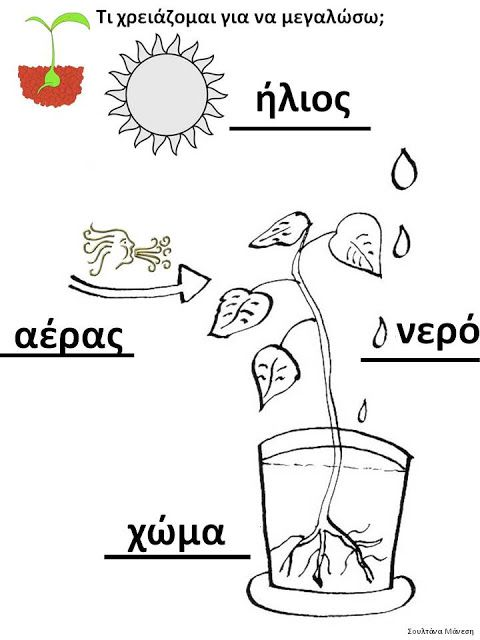 Τι χρειάζομαι για να μεγαλώσω;
ήλιος
αέρας
νερό
χώμα
Σουλτάνα Μάνεση